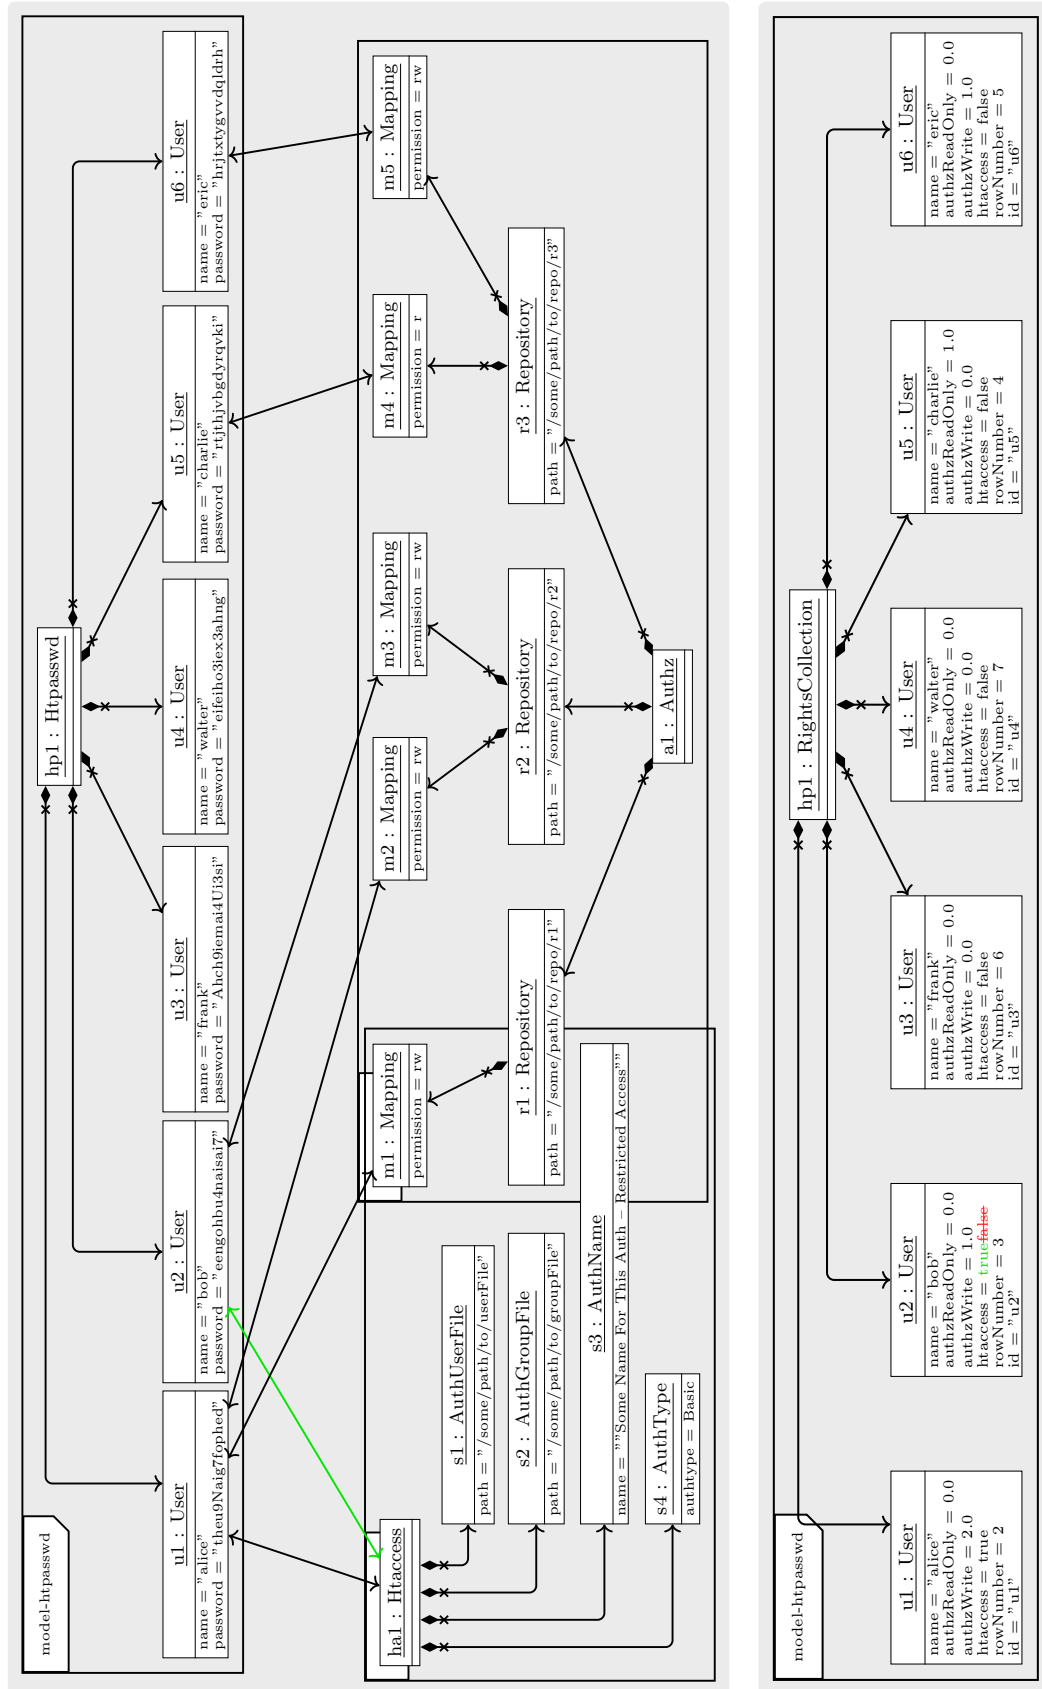 model-htpasswd
hp1 : Htpasswd
u1 : User
name = "alice"
password = "theu9Naig7fophed"
u2 : User
name = "bob"
password = "eengohbu4naisai7"
u3 : User
name = "frank"
password = "Ahch9iemai4Ui3si"
u4 : User
name = "walter"
password = "eifeiho3iex3ahng"
u5 : User
name = "charlie"
password = "rtjthjvbgdyrqvki"
u6 : User
name = "eric"
password = "hrjtxtygvvdqldrh"
ha1 : Htaccess
s1 : AuthUserFile
path = "/some/path/to/userFile"
s2 : AuthGroupFile
path = "/some/path/to/groupFile"
s3 : AuthName
name = ""Some Name For This Auth – Restricted Access""
s4 : AuthType
authtype = Basic
m1 : Mapping
permission = rw
m2 : Mapping
permission = rw
m3 : Mapping
permission = rw
m4 : Mapping
permission = r
m5 : Mapping
permission = rw
r1 : Repository
path = "/some/path/to/repo/r1"
r2 : Repository
path = "/some/path/to/repo/r2"
r3 : Repository
path = "/some/path/to/repo/r3"
a1 : Authz
model-htpasswd
hp1 : RightsCollection
u1 : User
name = "alice"
authzReadOnly = 0.0
authzWrite = 2.0
htaccess = true
rowNumber = 2
id = "u1"
u2 : User
name = "bob"
authzReadOnly = 0.0
authzWrite = 1.0
htaccess = truefalse
rowNumber = 3
id = "u2"
u3 : User
name = "frank"
authzReadOnly = 0.0
authzWrite = 0.0
htaccess = false
rowNumber = 6
id = "u3"
u4 : User
name = "walter"
authzReadOnly = 0.0
authzWrite = 0.0
htaccess = false
rowNumber = 7
id = "u4"
u5 : User
name = "charlie"
authzReadOnly = 1.0
authzWrite = 0.0
htaccess = false
rowNumber = 4
id = "u5"
u6 : User
name = "eric"
authzReadOnly = 0.0
authzWrite = 1.0
htaccess = false
rowNumber = 5
id = "u6"